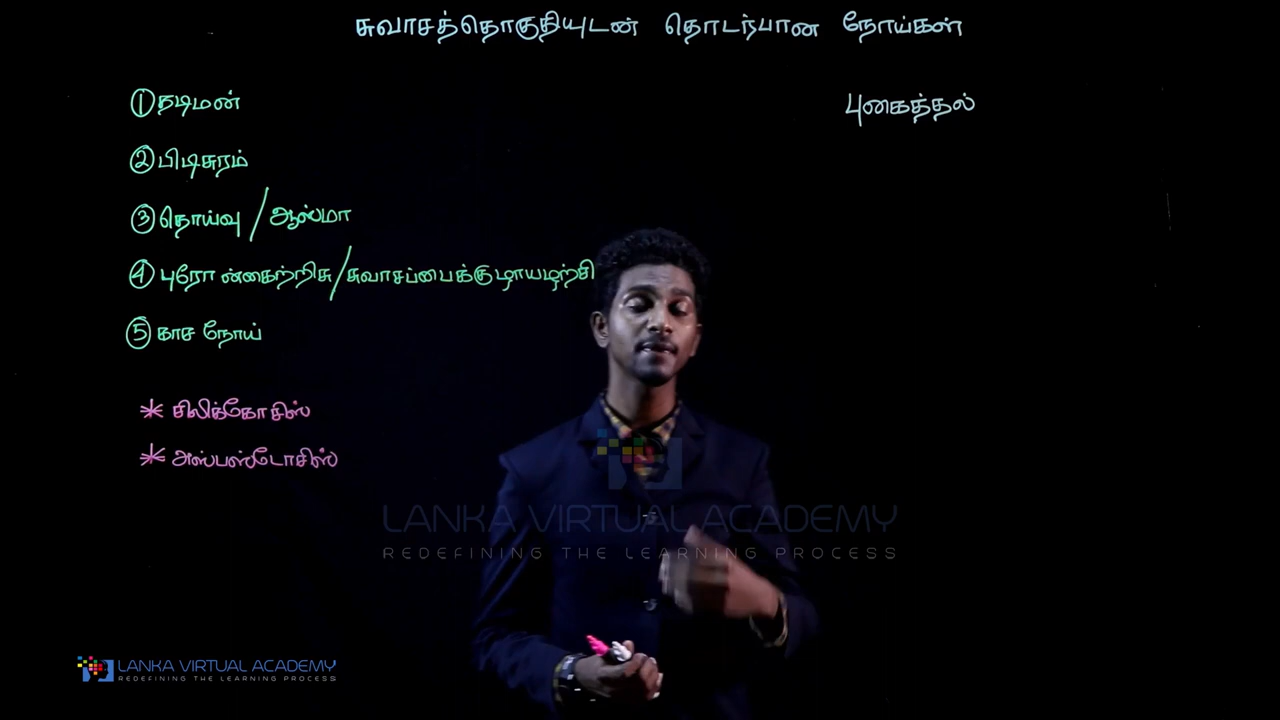 சுவாசத்தொகுதியுடன் தொடர்பான நோய்கள்
① தடிமன்
② பிடிசுரம்
③ தொய்வு / ஆஸ்மா
④ புரோன்கைற்றிசு / சுவாசப்பைக்குழாயழற்சி
⑤ காச நோய்
* சிலிக்கோசிஸ்
* அஸ்பஸ்டோசிஸ்
புகைத்தல்
LANKA VIRTUAL ACADEMY
REDEFINING THE LEARNING PROCESS
LANKA VIRTUAL ACADEMY
REDEFINING THE LEARNING PROCESS